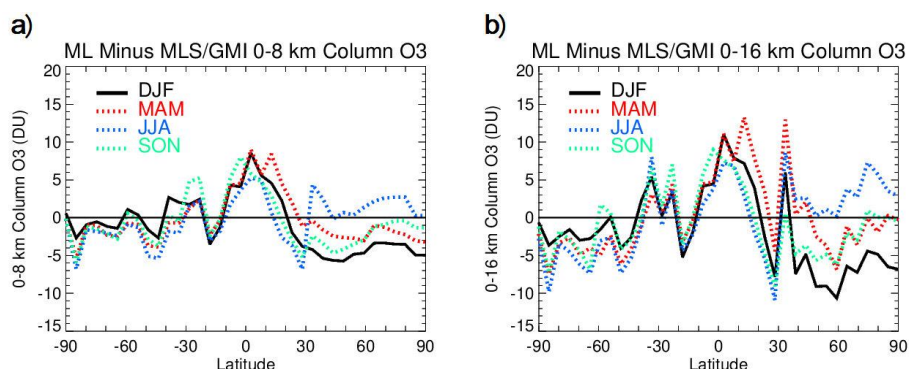 a)
ML Minus MLS/GMI 0-8 km Column O3
0-8 km Column O3 (DU)
20
15
10
5
0
-5
-10
-15
DJF
MAM
JJA
SON
-90 -60 -30 0 30 60 90
Latitude
b)
ML Minus MLS/GMI 0-16 km Column O3
0-16 km Column O3 (DU)
20
15
10
5
0
-5
-10
-15
DJF
MAM
JJA
SON
-90 -60 -30 0 30 60 90
Latitude